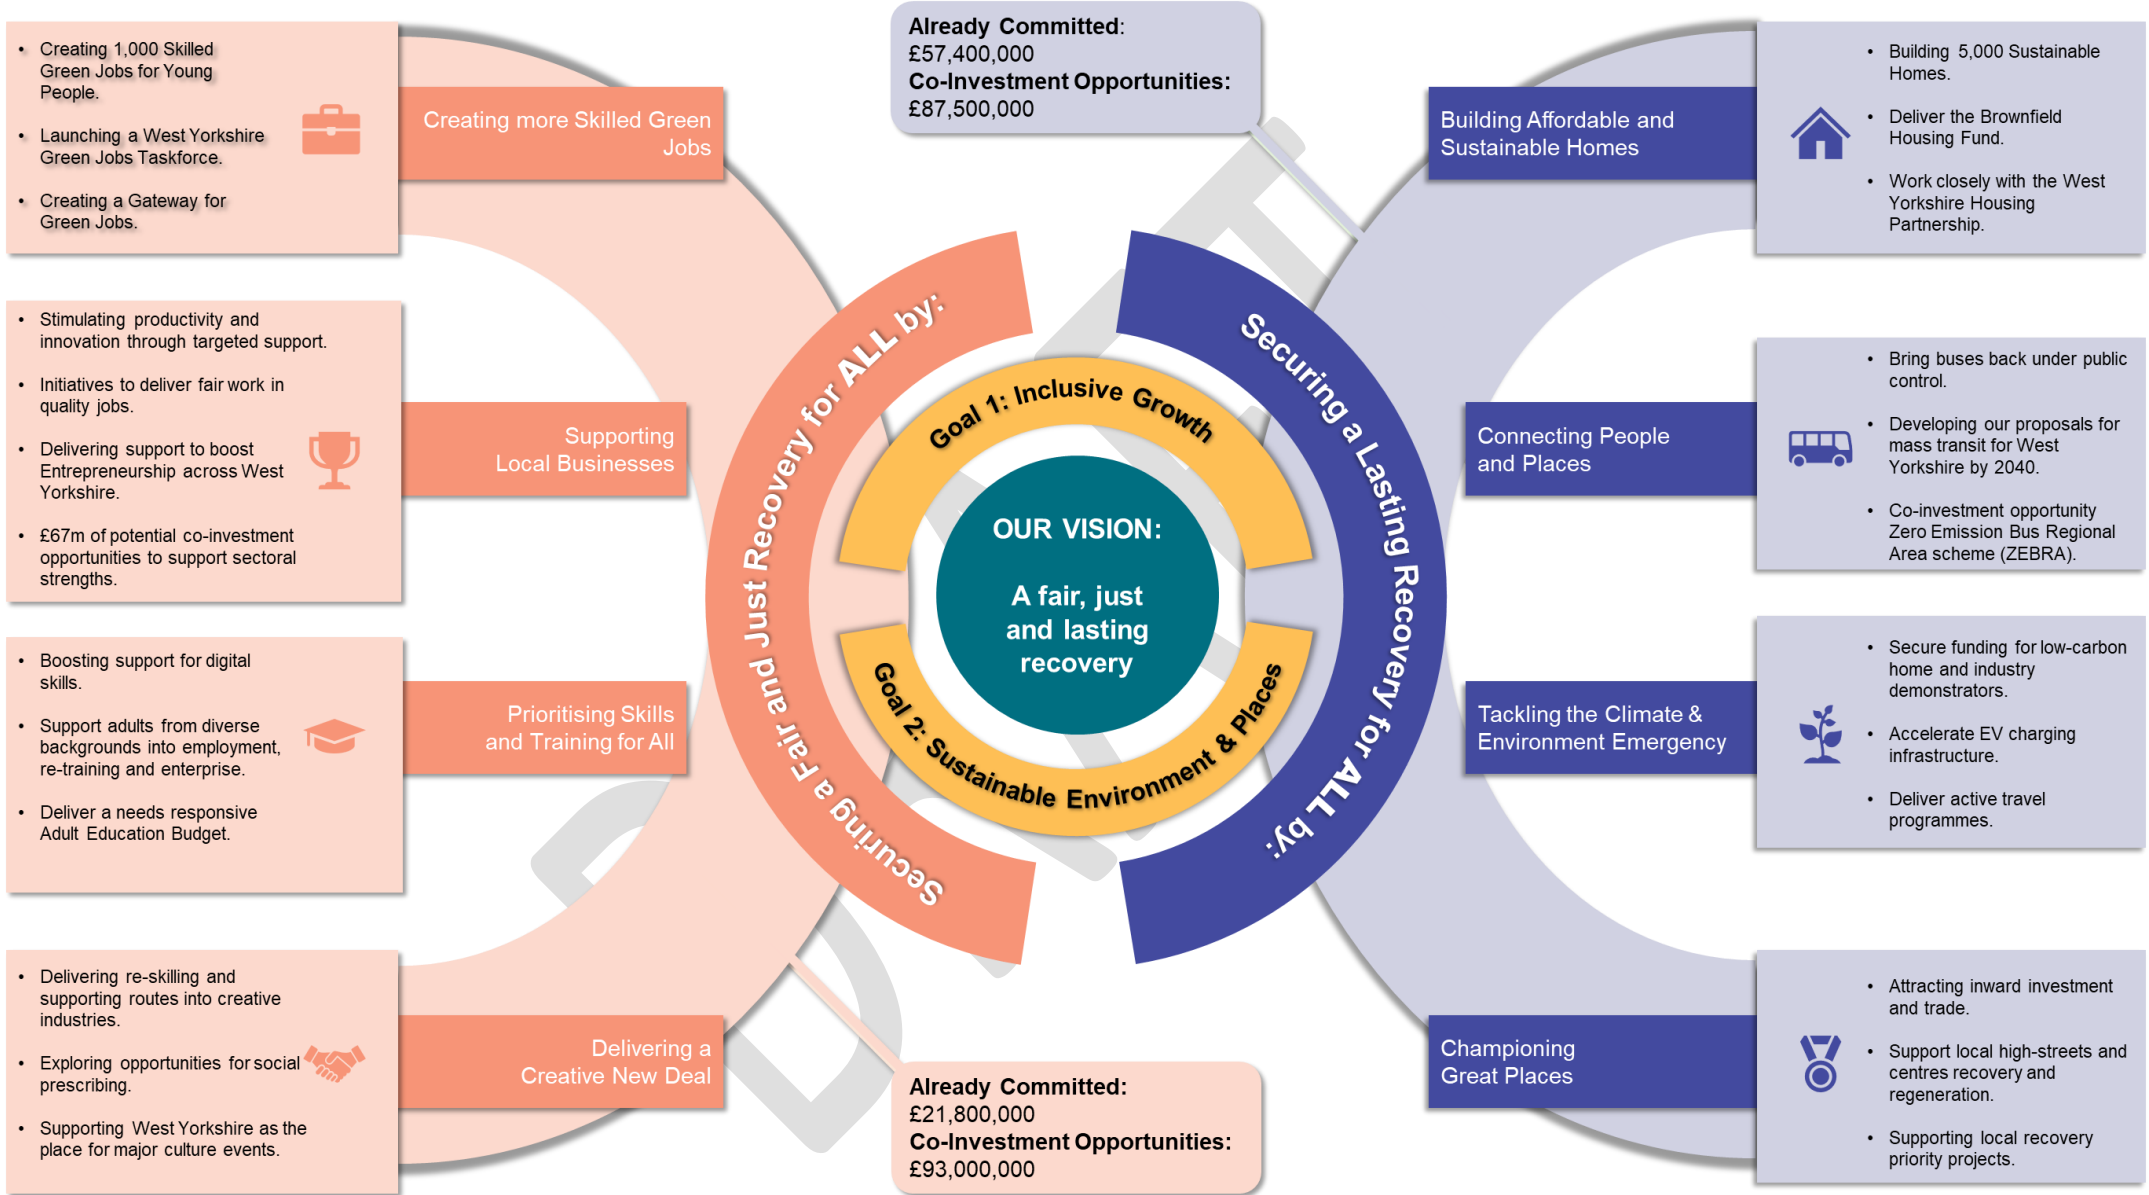 • Creating 1,000 Skilled
Green Jobs for Young
People.
• Launching a West Yorkshire
Green Jobs Taskforce.
• Creating a Gateway for
Green Jobs.
Creating more Skilled Green
Jobs
• Stimulating productivity and
innovation through targeted support.
• Initiatives to deliver fair work in
quality jobs.
• Delivering support to boost
Entrepreneurship across West
Yorkshire.
• £67m of potential co-investment
opportunities to support sectoral
strengths.
Supporting
Local Businesses
• Boosting support for digital
skills.
• Support adults from diverse
backgrounds into employment,
re-training and enterprise.
• Deliver a needs responsive
Adult Education Budget.
Prioritising Skills
and Training for All
• Delivering re-skilling and
supporting routes into creative
industries.
• Exploring opportunities for social
prescribing.
• Supporting West Yorkshire as the
place for major culture events.
Delivering a
Creative New Deal
Securing a Fair and Just Recovery for ALL by:
Already Committed:
£21,800,000
Co-Investment Opportunities:
£93,000,000
Goal 1: Inclusive Growth
OUR VISION:
A fair, just
and lasting
recovery
Goal 2: Sustainable Environment & Places
DRAFT
Already Committed:
£57,400,000
Co-Investment Opportunities:
£87,500,000
Securing a Lasting Recovery for ALL by:
Building Affordable and
Sustainable Homes
• Building 5,000 Sustainable
Homes.
• Deliver the Brownfield
Housing Fund.
• Work closely with the West
Yorkshire Housing
Partnership.
Connecting People
and Places
• Bring buses back under public
control.
• Developing our proposals for
mass transit for West
Yorkshire by 2040.
• Co-investment opportunity
Zero Emission Bus Regional
Area scheme (ZEBRA).
Tackling the Climate &
Environment Emergency
• Secure funding for low-carbon
home and industry
demonstrators.
• Accelerate EV charging
infrastructure.
• Deliver active travel
programmes.
Championing
Great Places
• Attracting inward investment
and trade.
• Support local high-streets and
centres recovery and
regeneration.
• Supporting local recovery
priority projects.